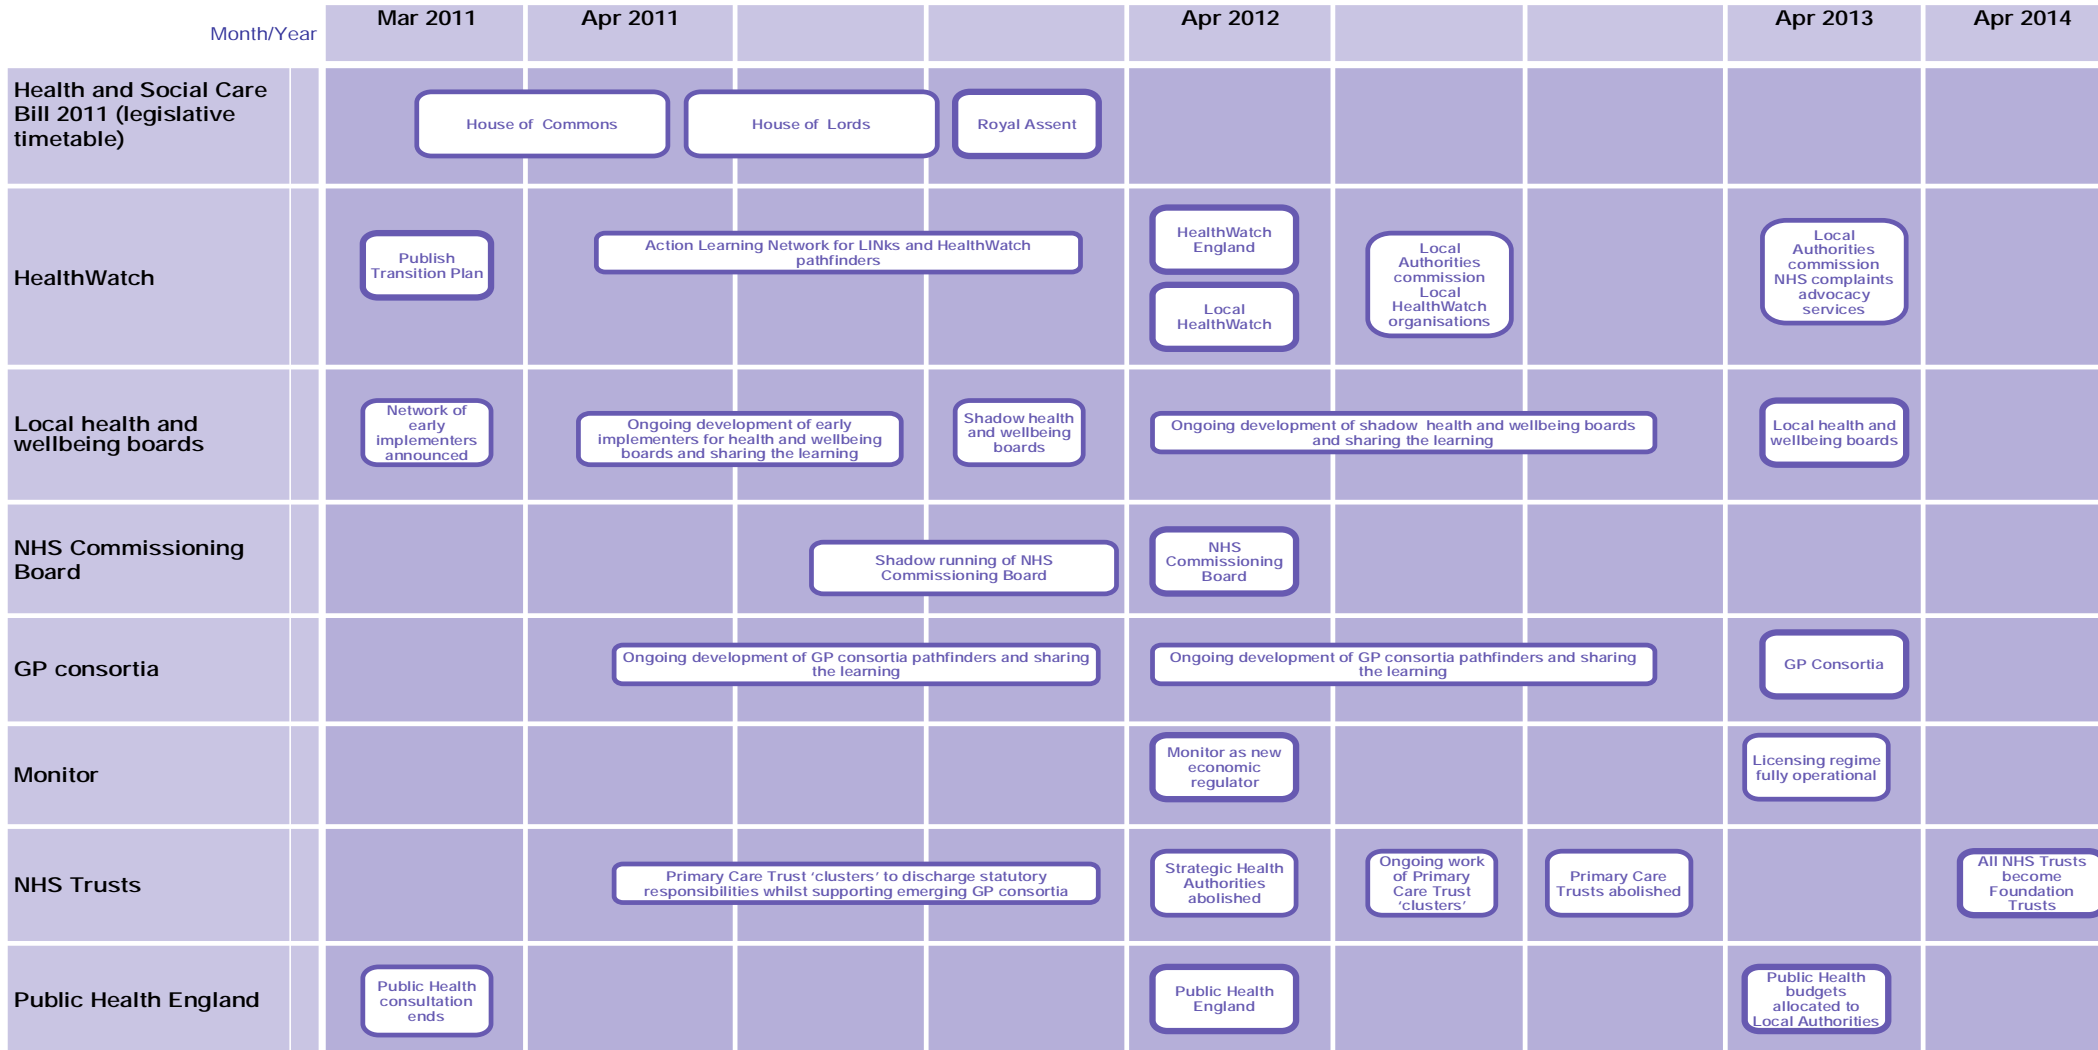 Month/Year
Mar 2011
Apr 2011
Apr 2012
Apr 2013
Apr 2014
Health and Social Care
Bill 2011 (legislative
timetable)
House of  Commons
House of  Lords
Royal Assent
HealthWatch
Publish
Transition Plan
Action Learning Network for LINks and HealthWatch
pathfinders
HealthWatch
England
Local
HealthWatch
Local
Authorities
commission
Local
HealthWatch
organisations
Local
Authorities
commission
NHS complaints
advocacy
services
Local health and
wellbeing boards
Network of
early
implementers
announced
Ongoing development of early
implementers for health and wellbeing
boards and sharing the learning
Shadow health
and wellbeing
boards
Ongoing development of shadow  health and wellbeing boards
and sharing the learning
Local health and
wellbeing boards
NHS Commissioning
Board
Shadow running of NHS
Commissioning Board
NHS
Commissioning
Board
GP consortia
Ongoing development of GP consortia pathfinders and sharing
the learning
Ongoing development of GP consortia pathfinders and sharing
the learning
GP Consortia
Monitor
Monitor as new
economic
regulator
Licensing regime
fully operational
NHS Trusts
Primary Care Trust ‘clusters’ to discharge statutory
responsibilities whilst supporting emerging GP consortia
Strategic Health
Authorities
abolished
Ongoing work
of Primary
Care Trust
‘clusters’
Primary Care
Trusts abolished
All NHS Trusts
become
Foundation
Trusts
Public Health England
Public Health
consultation
ends
Public Health
England
Public Health
budgets
allocated to
Local Authorities